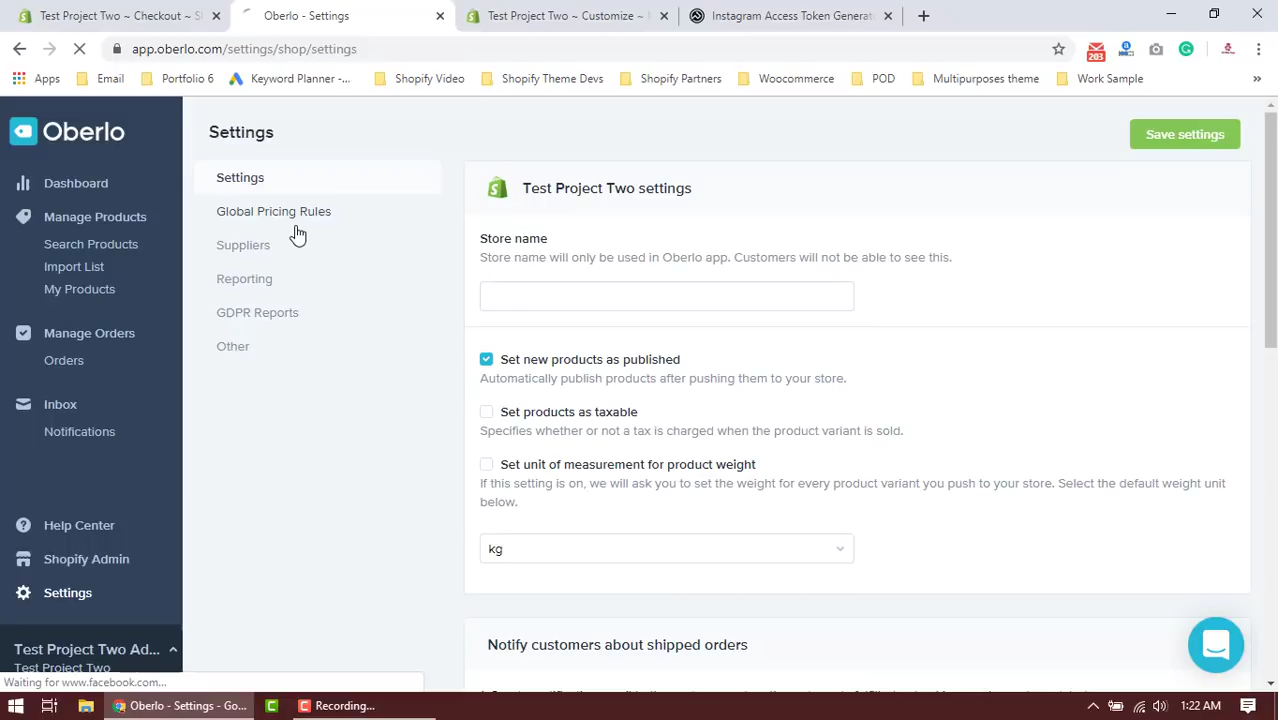 Test Project Two ~ Checkout ~ S
Oberlo - Settings
Test Project Two ~ Customize ~
Instagram Access Token Generat
app.oberlo.com/settings/shop/settings
203
Apps
Email
Portfolio 6
Keyword Planner -...
Shopify Video
Shopify Theme Devs
Shopify Partners
Woocommerce
POD
Multipurposes theme
Work Sample
»
Oberlo
Dashboard
Manage Products
Search Products
Import List
My Products
Manage Orders
Orders
Inbox
Notifications
Help Center
Shopify Admin
Settings
Test Project Two Ad...
Test Project Two
Waiting for www.facebook.com...
Settings
Save settings
Settings
Global Pricing Rules
Suppliers
Reporting
GDPR Reports
Other
Test Project Two settings
Store name
Store name will only be used in Oberlo app. Customers will not be able to see this.
Set new products as published
Automatically publish products after pushing them to your store.
Set products as taxable
Specifies whether or not a tax is charged when the product variant is sold.
Set unit of measurement for product weight
If this setting is on, we will ask you to set the weight for every product variant you push to your store. Select the default weight unit
below.
kg
Notify customers about shipped orders
Oberlo - Settings - Go...
Recording...
1:22 AM